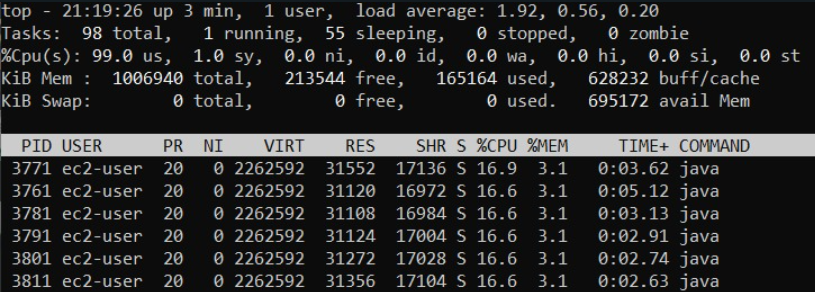 top - 21:19:26 up 3 min,  1 user,  load average: 1.92, 0.56, 0.20
Tasks:  98 total,   1 running,  55 sleeping,   0 stopped,   0 zombie
%Cpu(s): 99.0 us,  1.0 sy,  0.0 ni,  0.0 id,  0.0 wa,  0.0 hi,  0.0 si,  0.0 st
KiB Mem :  1006940 total,   213544 free,   165164 used,   628232 buff/cache
KiB Swap:        0 total,        0 free,        0 used.   695172 avail Mem
  PID USER      PR  NI    VIRT    RES    SHR S %CPU %MEM     TIME+ COMMAND
 3771 ec2-user  20   0 2262592  31552  17136 S 16.9  3.1   0:03.62 java
 3761 ec2-user  20   0 2262592  31120  16972 S 16.6  3.1   0:05.12 java
 3781 ec2-user  20   0 2262592  31108  16984 S 16.6  3.1   0:03.13 java
 3791 ec2-user  20   0 2262592  31124  17004 S 16.6  3.1   0:02.91 java
 3801 ec2-user  20   0 2262592  31272  17028 S 16.6  3.1   0:02.74 java
 3811 ec2-user  20   0 2262592  31356  17104 S 16.6  3.1   0:02.63 java